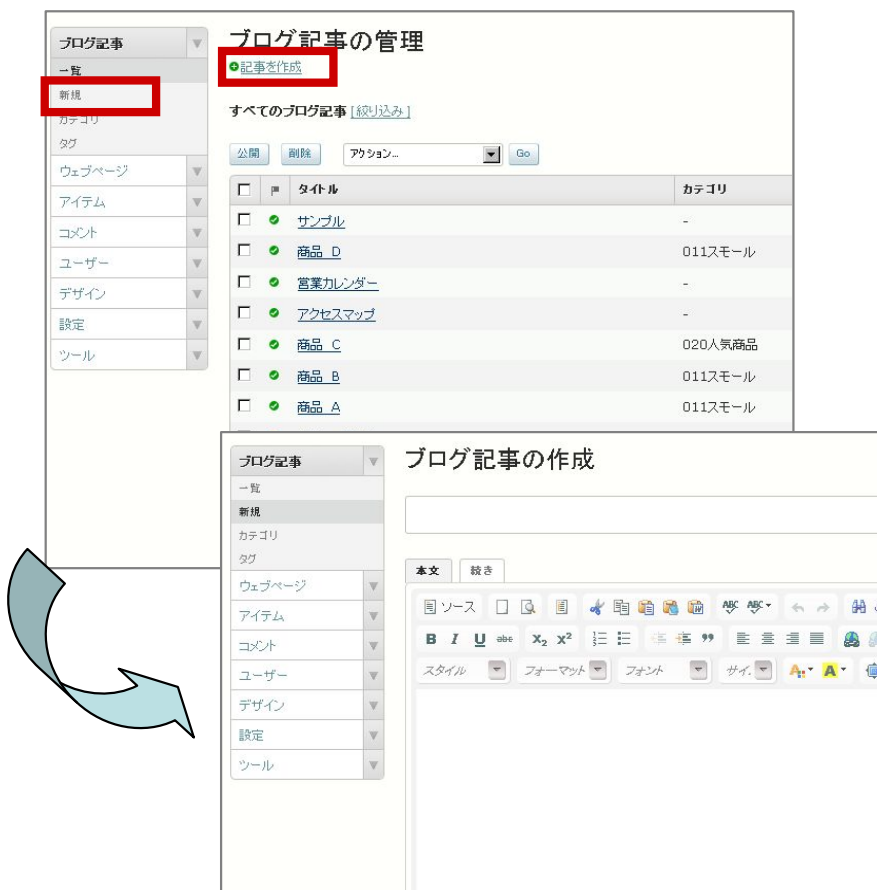 ブログ記事
一覧
新規
カテゴリ
タグ
ウェブページ
アイテム
コメント
ユーザー
デザイン
設定
ツール
ブログ記事の管理
記事を作成
すべてのブログ記事 [絞り込み]
公開 削除 アクション... Go
タイトル カテゴリ
サンプル -
商品 D 011スモール
営業カレンダー -
アクセスマップ -
商品 C 020人気商品
商品 B 011スモール
商品 A 011スモール
ブログ記事
一覧
新規
カテゴリ
タグ
ウェブページ
アイテム
コメント
ユーザー
デザイン
設定
ツール
ブログ記事の作成
本文 続き
ソース ABC ABC
B I U abc X₂ X²
スタイル フォーマット フォント サイ. A A